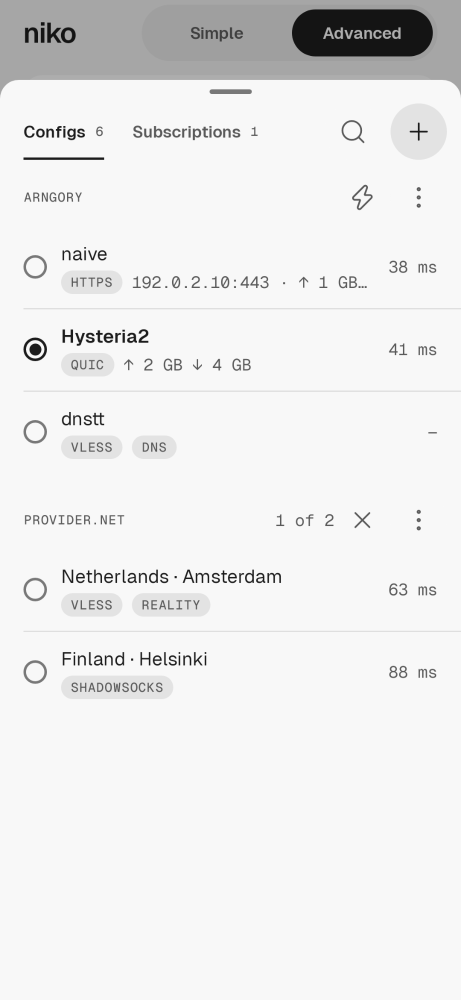 niko
Simple
Advanced
Configs 6
Subscriptions 1
ARNGORY
naive
HTTPS 192.0.2.10:443 · ↑ 1 GB…
38 ms
Hysteria2
QUIC ↑ 2 GB ↓ 4 GB
41 ms
dnstt
VLESS DNS
–
PROVIDER.NET
1 of 2
Netherlands · Amsterdam
VLESS REALITY
63 ms
Finland · Helsinki
SHADOWSOCKS
88 ms